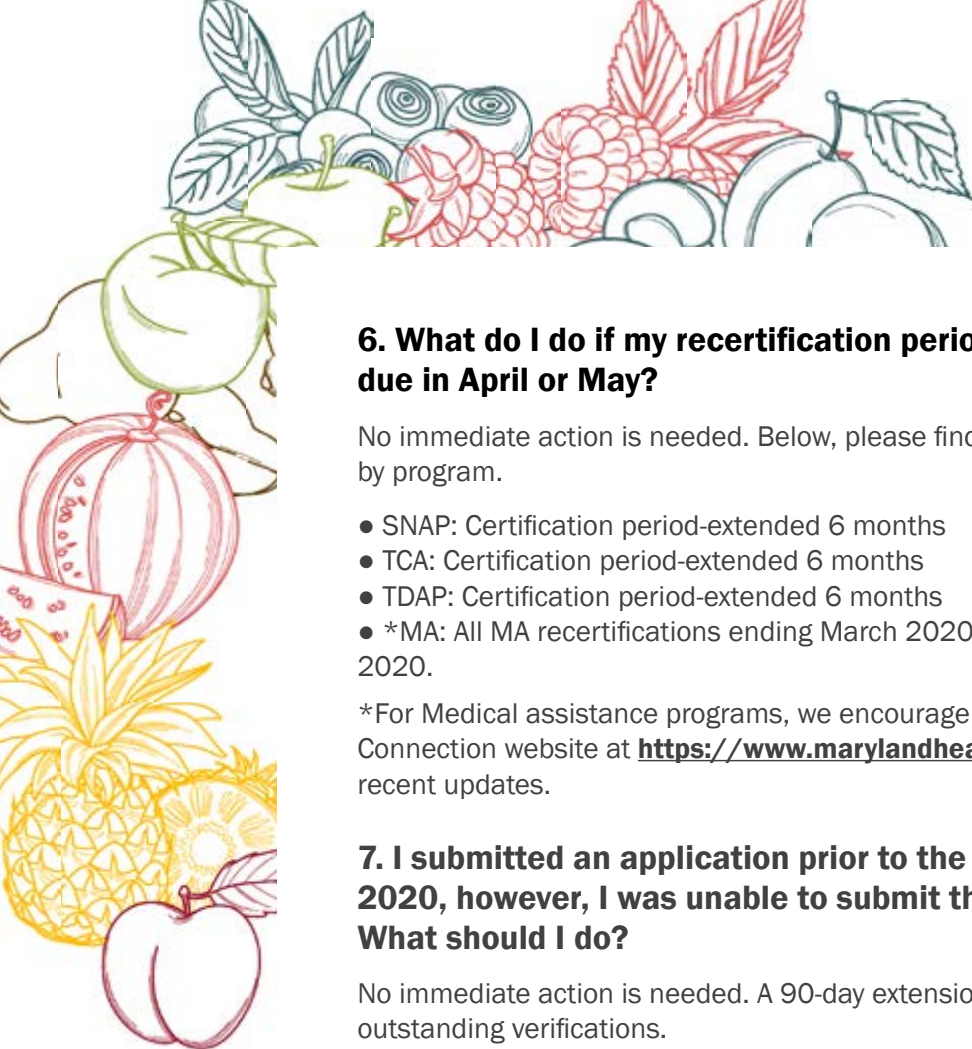 6. What do I do if my recertification perio
due in April or May?
No immediate action is needed. Below, please find
by program.
● SNAP: Certification period-extended 6 months
● TCA: Certification period-extended 6 months
● TDAP: Certification period-extended 6 months
● *MA: All MA recertifications ending March 2020
2020.
*For Medical assistance programs, we encourage
Connection website at https://www.marylandhea
recent updates.
7. I submitted an application prior to the
2020, however, I was unable to submit th
What should I do?
No immediate action is needed. A 90-day extensio
outstanding verifications.